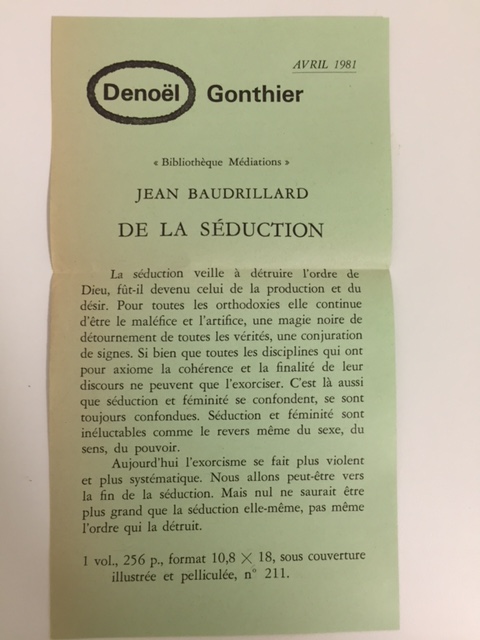 AVRIL 1981
Denoël Gonthier
« Bibliothèque Médiations »
JEAN BAUDRILLARD
DE LA SÉDUCTION
La séduction veille à détruire l'ordre de
Dieu, fût-il devenu celui de la production et du
désir. Pour toutes les orthodoxies elle continue
d'être le maléfice et l'artifice, une magie noire de
détournement de toutes les vérités, une conjuration
de signes. Si bien que toutes les disciplines qui ont
pour axiome la cohérence et la finalité de leur
discours ne peuvent que l'exorciser. C'est là aussi
que séduction et féminité se confondent, se sont
toujours confondues. Séduction et féminité sont
inéluctables comme le revers même du sexe, du
sens, du pouvoir.
Aujourd'hui l'exorcisme se fait plus violent
et plus systématique. Nous allons peut-être vers
la fin de la séduction. Mais nul ne saurait être
plus grand que la séduction elle-même, pas même
l'ordre qui la détruit.
1 vol., 256 p., format 10,8 × 18, sous couverture
illustrée et pelliculée, n° 211.